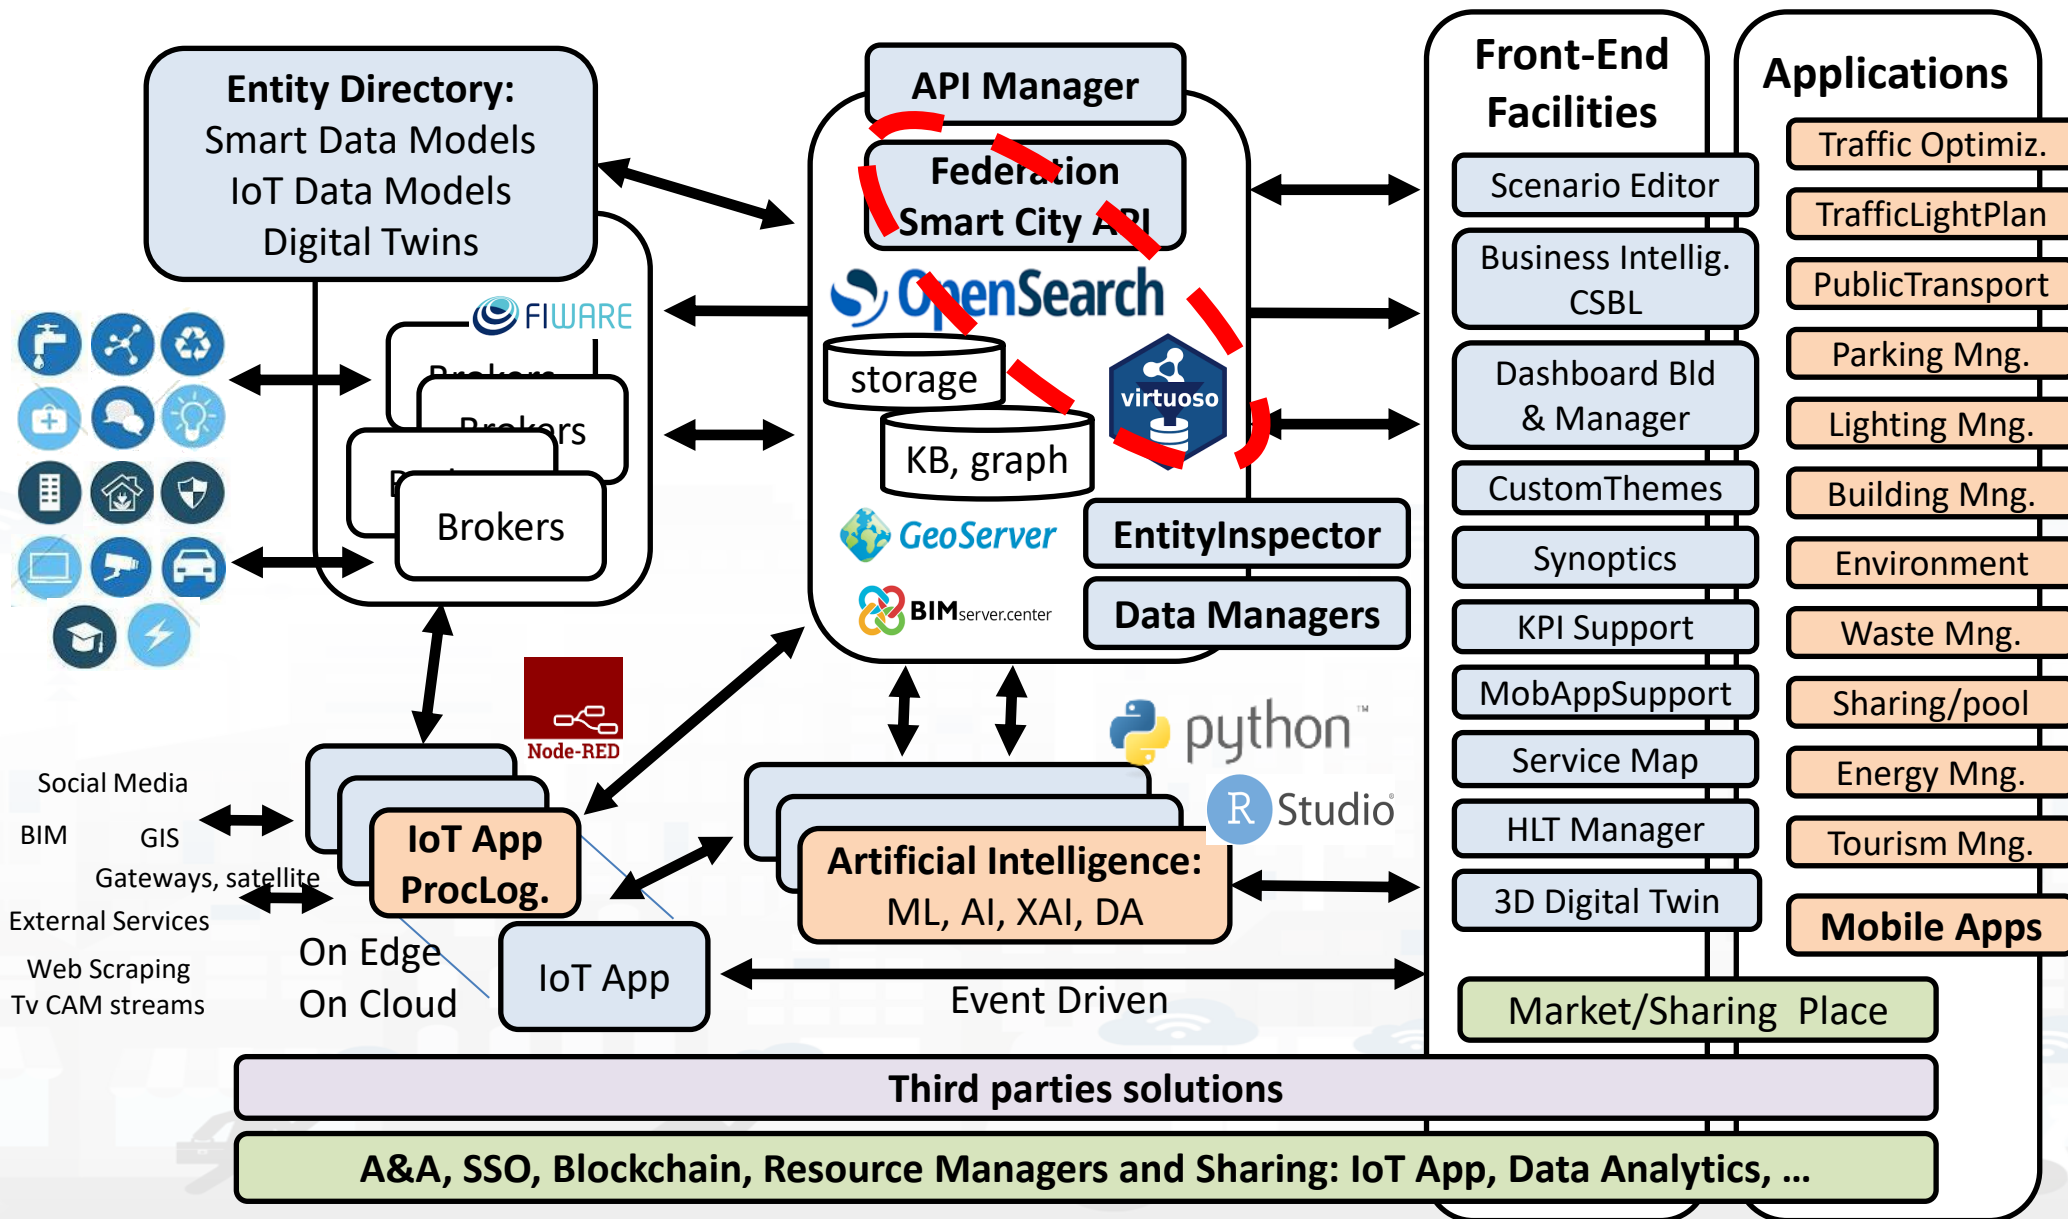 Entity Directory:
Smart Data Models
IoT Data Models
Digital Twins
FIWARE
Brokers
Brokers
Brokers
API Manager
Federation
Smart City API
OpenSearch
storage
virtuoso
KB, graph
GeoServer
EntityInspector
BIMserver.center
Data Managers
Node-RED
python™
R Studio®
Social Media
BIM
GIS
Gateways, satellite
External Services
Web Scraping
Tv CAM streams
IoT App
ProcLog.
On Edge
On Cloud
IoT App
Artificial Intelligence:
ML, AI, XAI, DA
Event Driven
Front-End
Facilities
Scenario Editor
Business Intellig.
CSBL
Dashboard Bld
& Manager
CustomThemes
Synoptics
KPI Support
MobAppSupport
Service Map
HLT Manager
3D Digital Twin
Applications
Traffic Optimiz.
TrafficLightPlan
PublicTransport
Parking Mng.
Lighting Mng.
Building Mng.
Environment
Waste Mng.
Sharing/pool
Energy Mng.
Tourism Mng.
Mobile Apps
Market/Sharing Place
Third parties solutions
A&A, SSO, Blockchain, Resource Managers and Sharing: IoT App, Data Analytics, ...